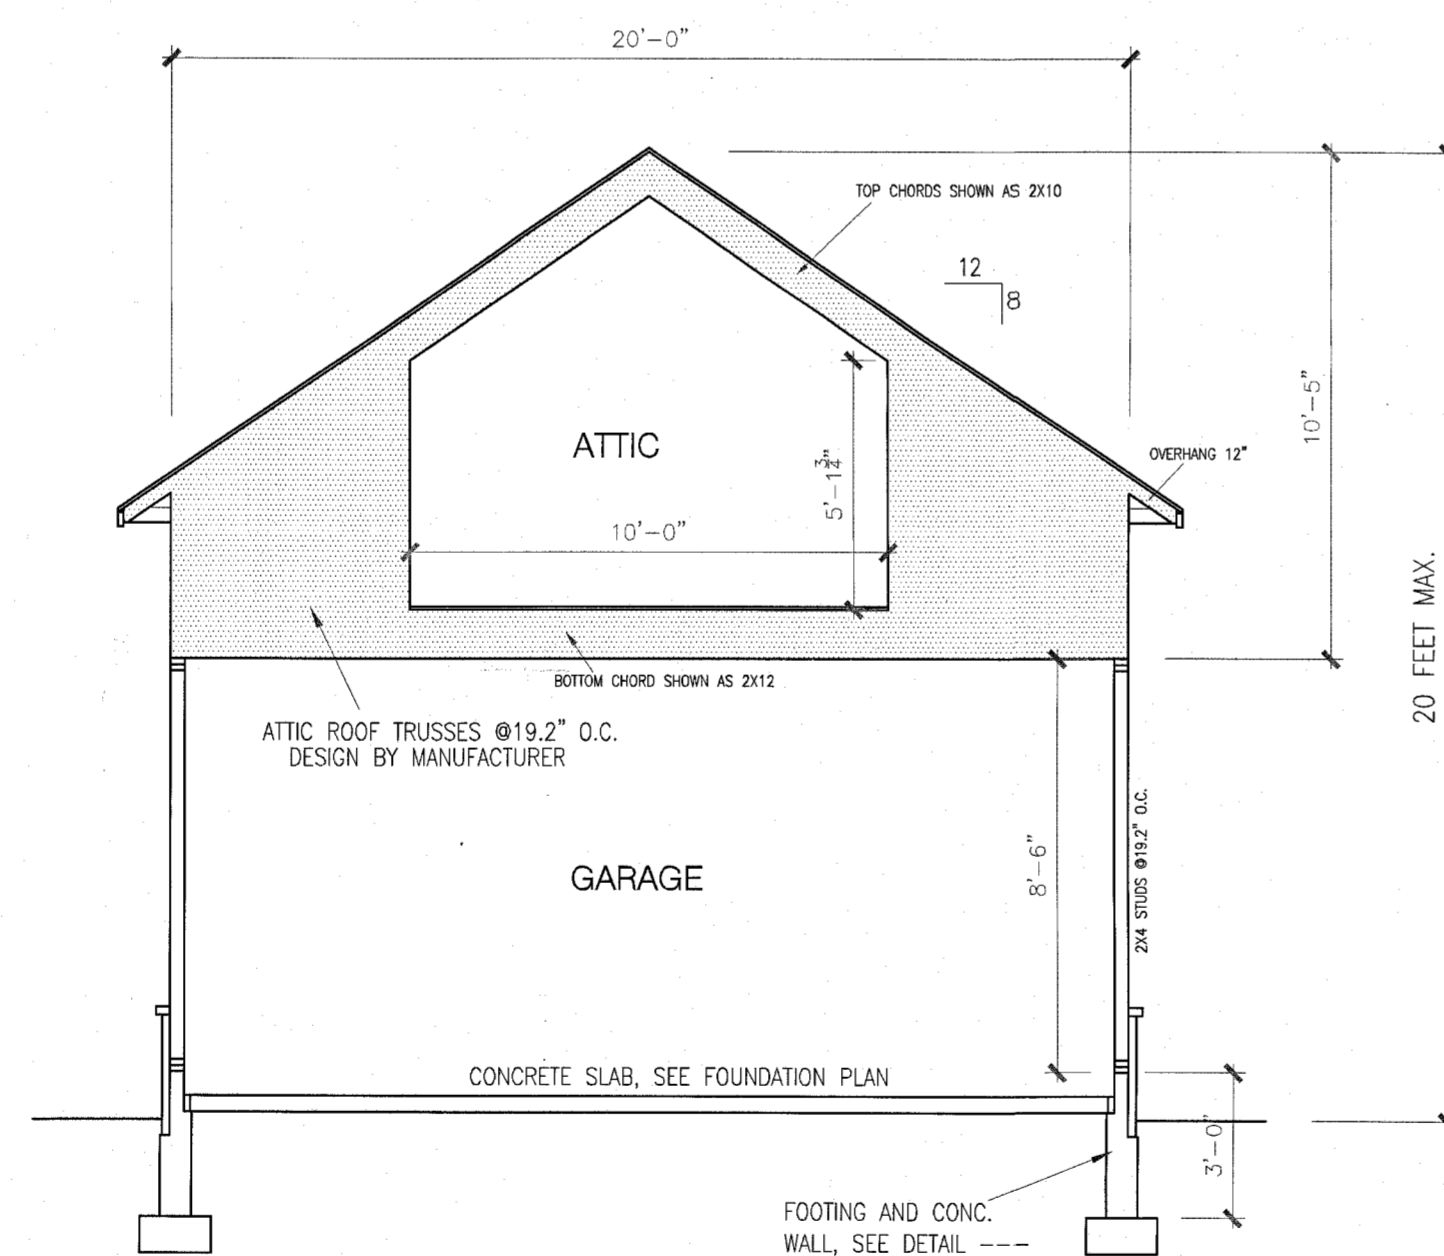 20'-0"
TOP CHORDS SHOWN AS 2X10
12
8
10'-5"
OVERHANG 12"
ATTIC
5'-1 3/4"
10'-0"
20 FEET MAX.
BOTTOM CHORD SHOWN AS 2X12
ATTIC ROOF TRUSSES @19.2" O.C.
DESIGN BY MANUFACTURER
GARAGE
8'-6"
2X4 STUDS @19.2" O.C.
CONCRETE SLAB, SEE FOUNDATION PLAN
3'-0"
FOOTING AND CONC.
WALL, SEE DETAIL ---